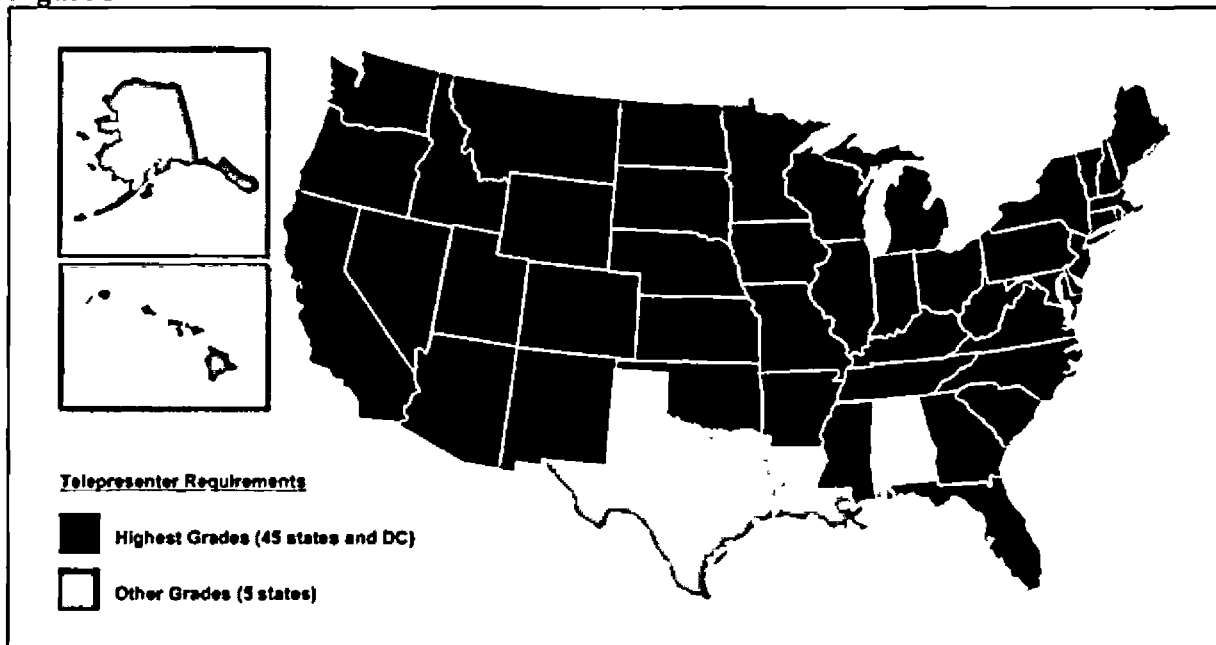 Telepresenter Requirements
Highest Grades (45 states and DC)
Other Grades (5 states)